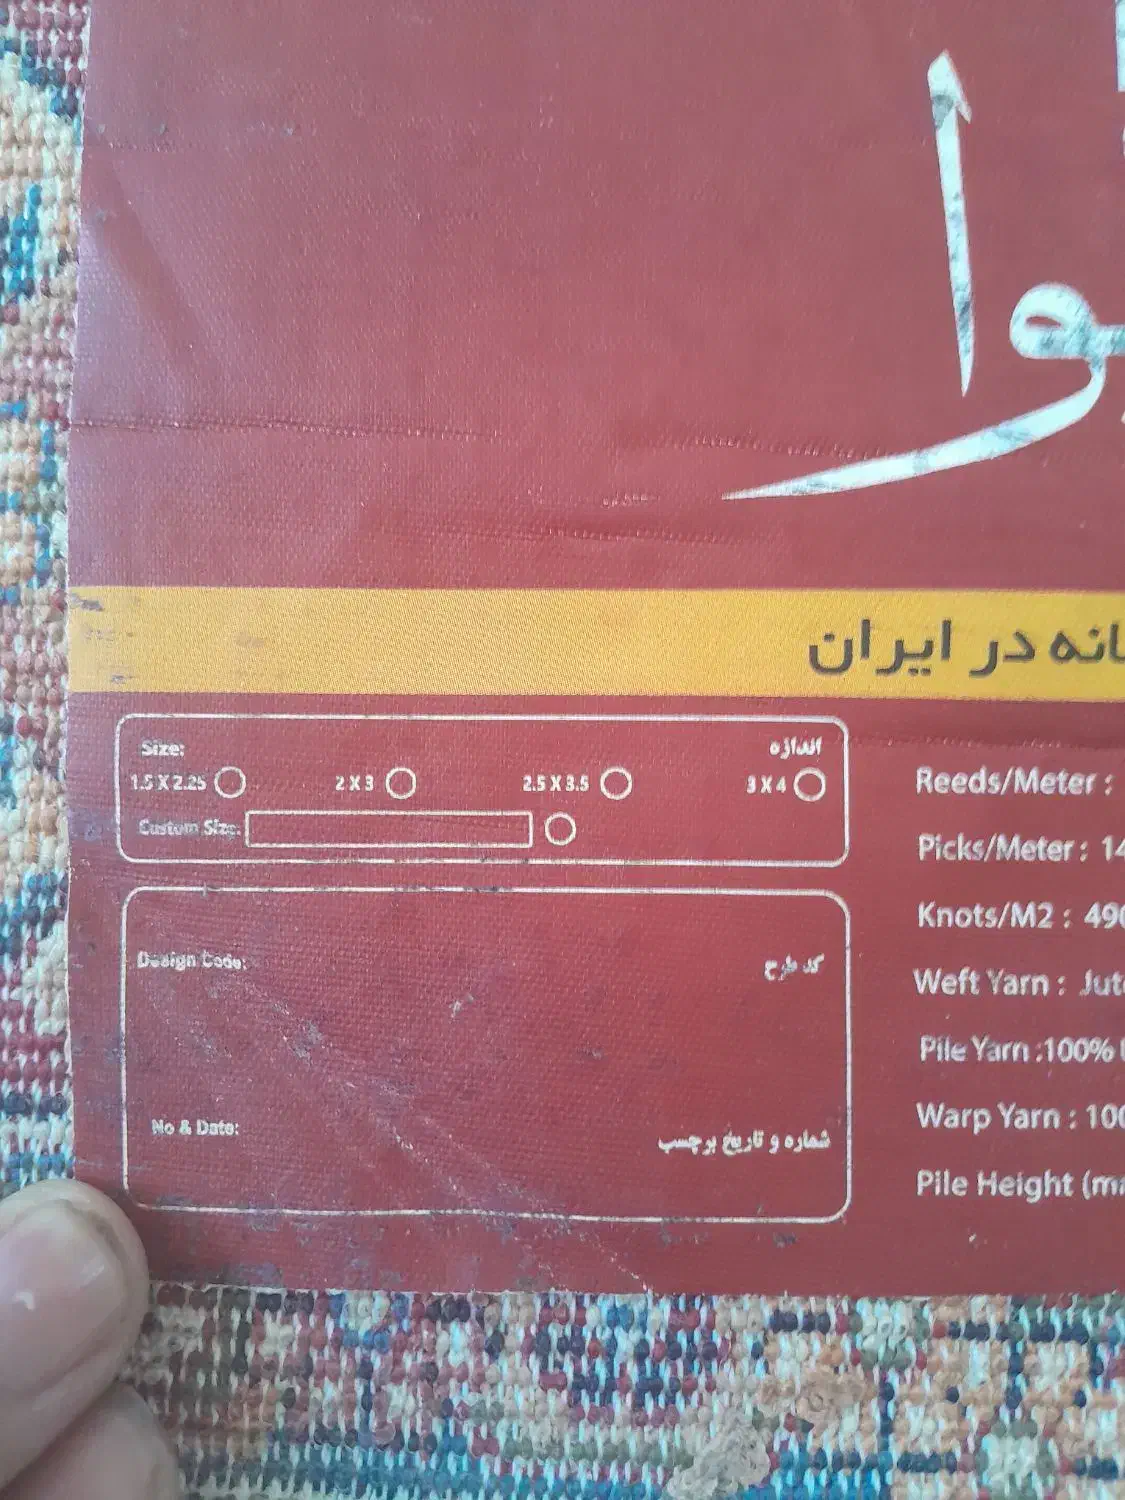 انه در ایران
Size:
اندازه
1.5 X 2.25
2 X 3
2.5 X 3.5
3 X 4
Custom Size:
Design Code:
کد طرح
No & Date:
شماره و تاریخ برچسب
Reeds/Meter :
Picks/Meter : 14
Knots/M2 : 490
Weft Yarn : Jut
Pile Yarn :100%
Warp Yarn : 100
Pile Height (m